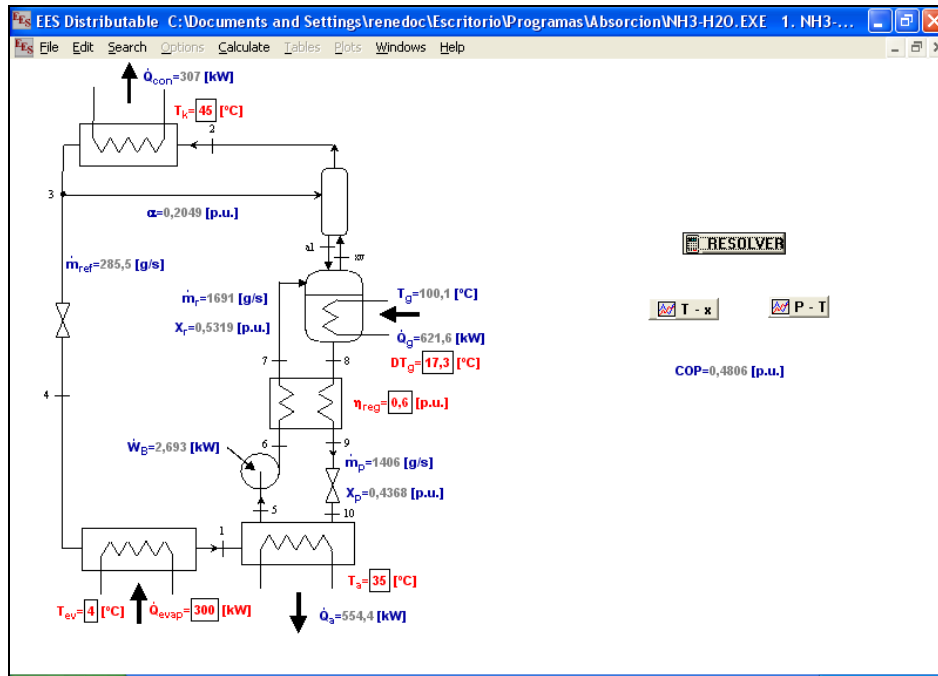 EES Distributable C:\Documents and Settings\renedoc\Escritorio\Programas\Absorcion\NH3-H2O.EXE 1. NH3-...
EES File Edit Search Options Calculate Tables Plots Windows Help
Q̇con=307 [kW]
Tk=45 [ºC]
2
3
α=0,2049 [p.u.]
RESOLVER
al
xv
ṁref=285,5 [g/s]
Tg=100,1 [ºC]
ṁr=1691 [g/s]
T - x
P - T
Xr=0,5319 [p.u.]
Q̇g=621,6 [kW]
7
8
DTg=17,3 [ºC]
COP=0,4806 [p.u.]
4
ηreg=0,6 [p.u.]
6
9
ẆB=2,693 [kW]
ṁp=1406 [g/s]
Xp=0,4368 [p.u.]
5
10
1
Ta=35 [ºC]
Tev=4 [ºC]
Q̇evap=300 [kW]
Q̇a=554,4 [kW]